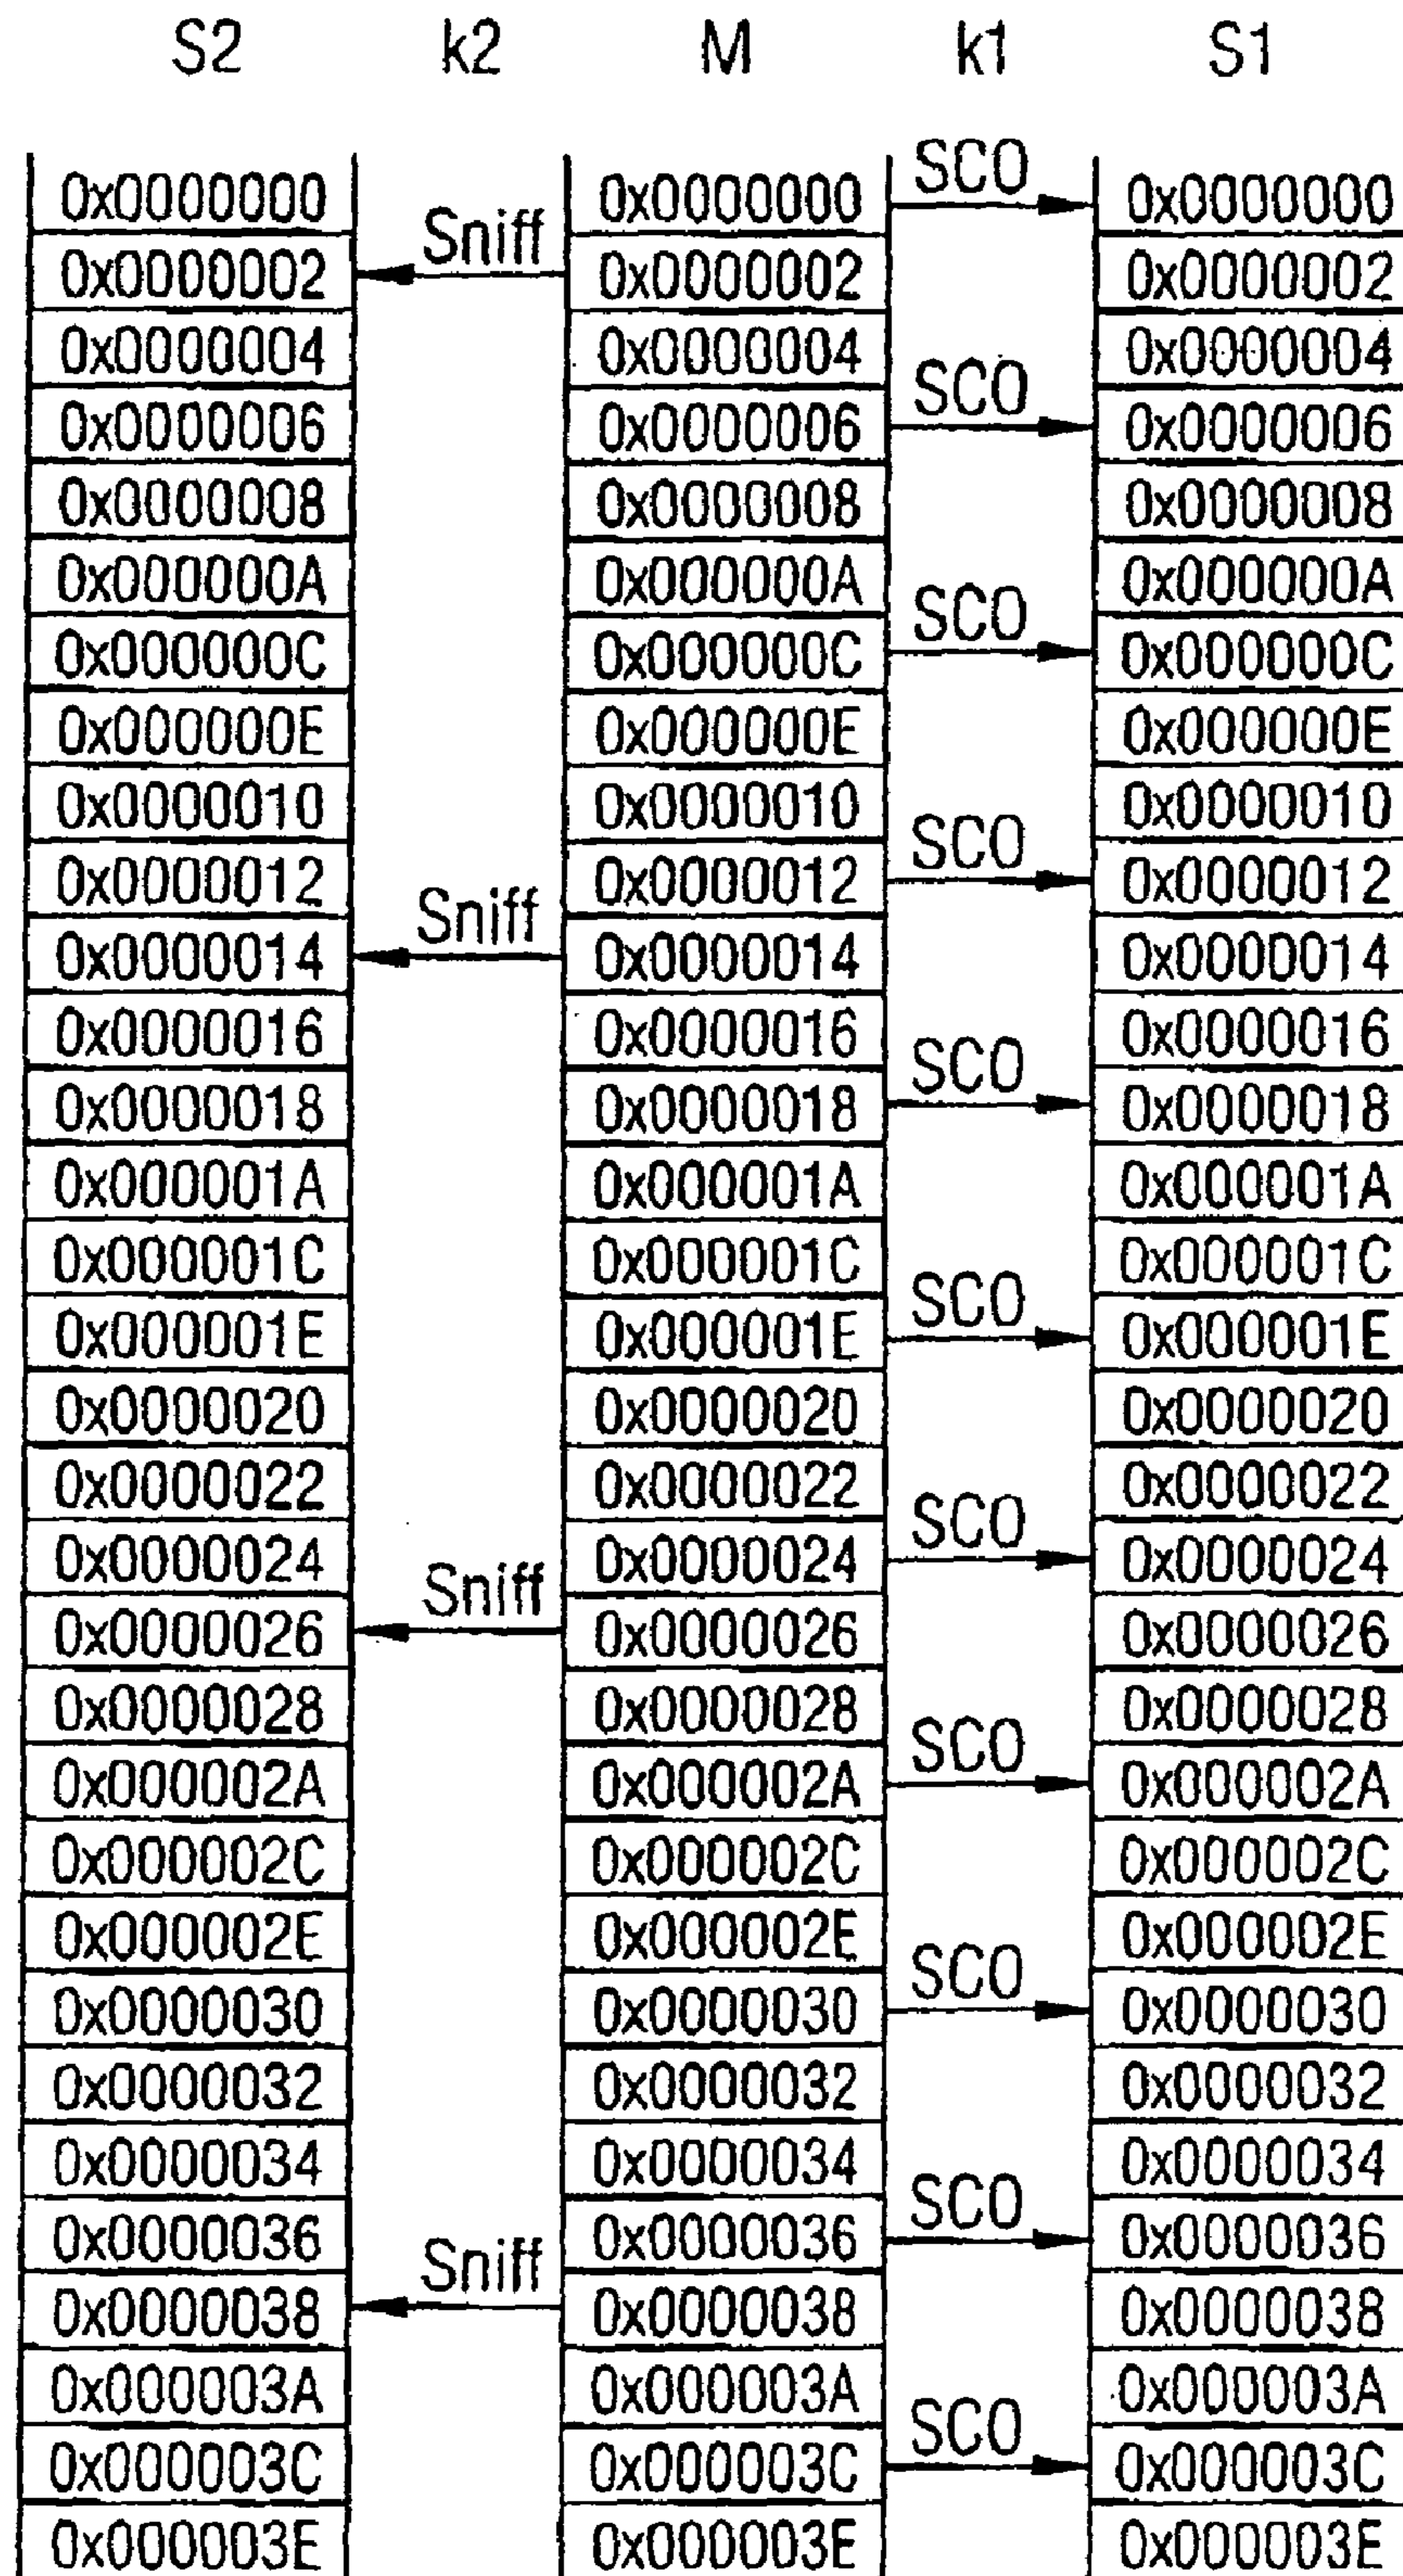 S2 k2 M k1 S1
SCO
0x0000000 0x0000000 0x0000000
Sniff
0x0000002 0x0000002 0x0000002
0x0000004 0x0000004 0x0000004
SCO
0x0000006 0x0000006 0x0000006
0x0000008 0x0000008 0x0000008
0x000000A 0x000000A 0x000000A
SCO
0x000000C 0x000000C 0x000000C
0x000000E 0x000000E 0x000000E
0x0000010 0x0000010 0x0000010
SCO
0x0000012 0x0000012 0x0000012
Sniff
0x0000014 0x0000014 0x0000014
0x0000016 0x0000016 0x0000016
SCO
0x0000018 0x0000018 0x0000018
0x000001A 0x000001A 0x000001A
0x000001C 0x000001C 0x000001C
SCO
0x000001E 0x000001E 0x000001E
0x0000020 0x0000020 0x0000020
0x0000022 0x0000022 0x0000022
SCO
0x0000024 0x0000024 0x0000024
Sniff
0x0000026 0x0000026 0x0000026
0x0000028 0x0000028 0x0000028
SCO
0x000002A 0x000002A 0x000002A
0x000002C 0x000002C 0x000002C
0x000002E 0x000002E 0x000002E
SCO
0x0000030 0x0000030 0x0000030
0x0000032 0x0000032 0x0000032
0x0000034 0x0000034 0x0000034
SCO
0x0000036 0x0000036 0x0000036
Sniff
0x0000038 0x0000038 0x0000038
0x000003A 0x000003A 0x000003A
SCO
0x000003C 0x000003C 0x000003C
0x000003E 0x000003E 0x000003E